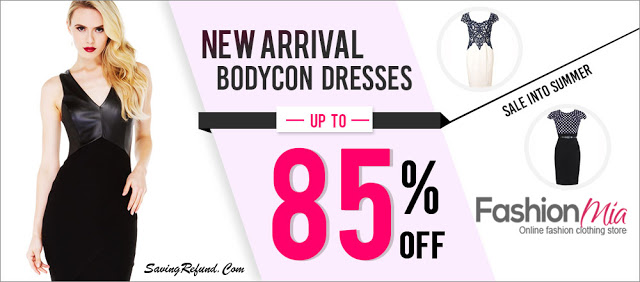 NEW ARRIVAL
BODYCON DRESSES
UP TO
85% OFF
SALE INTO SUMMER
FashionMia
Online fashion clothing store
SavingRefund.Com